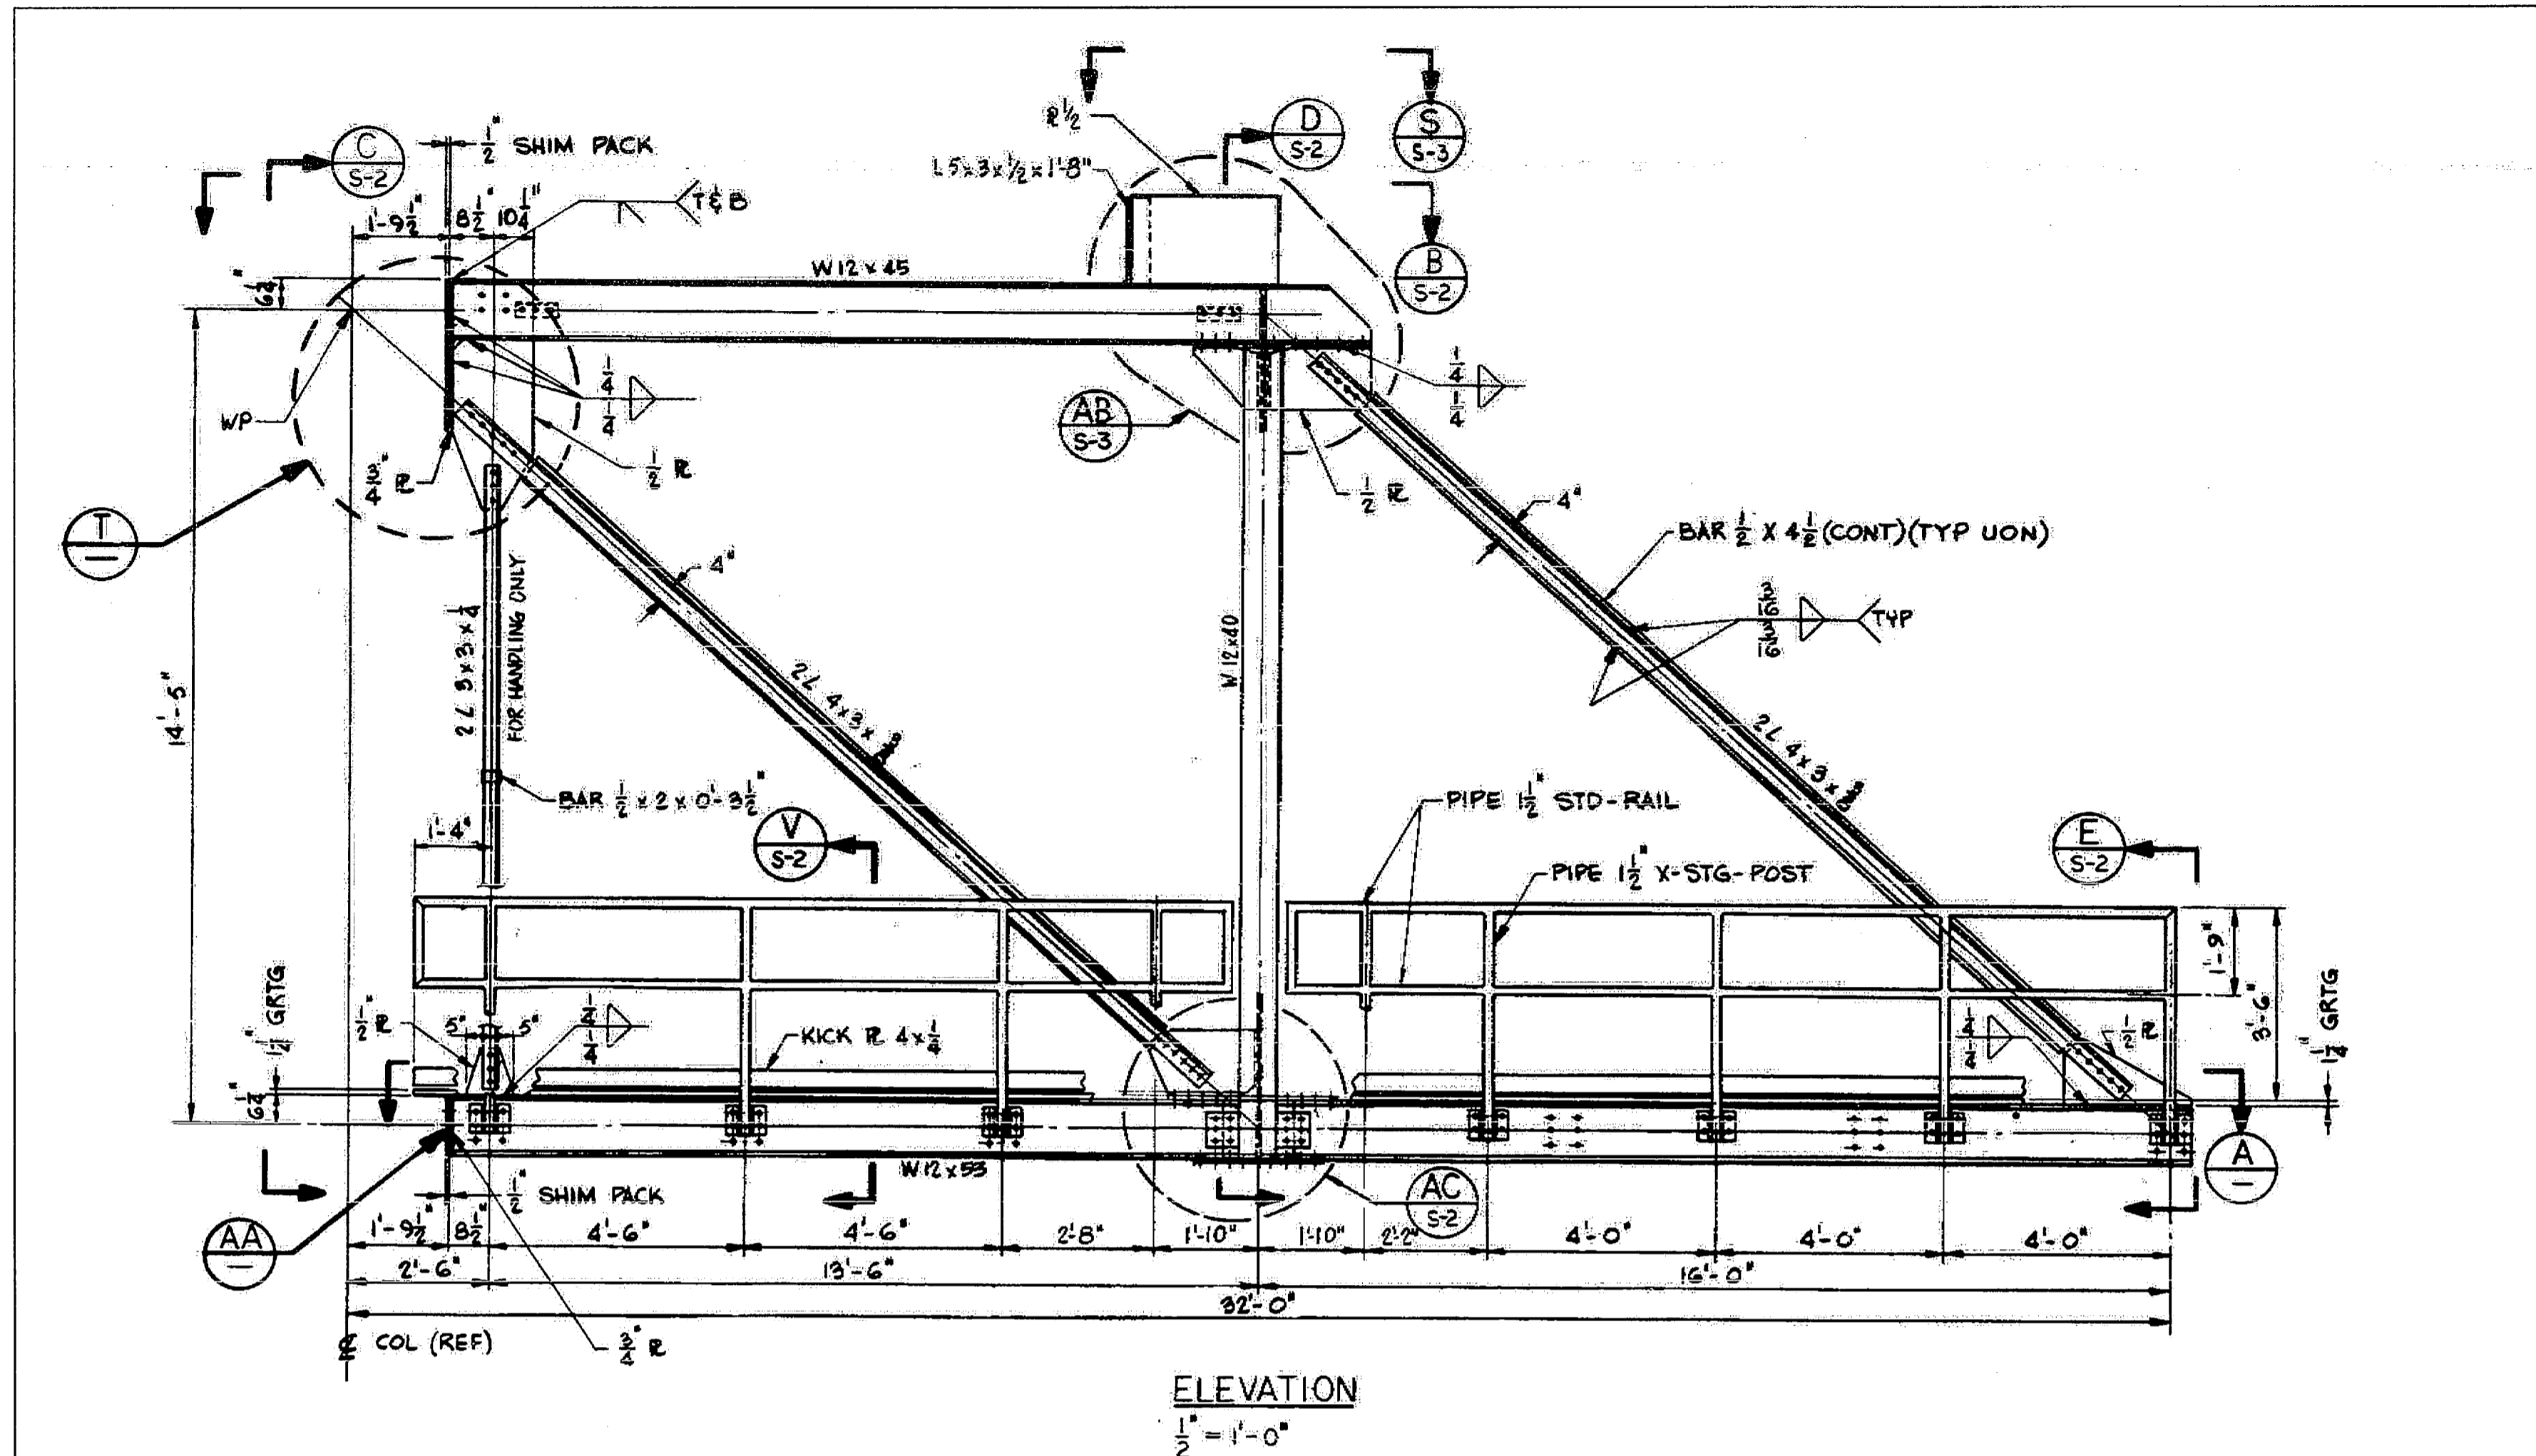 D
S-2
S
S-3
C
S-2
1/2" SHIM PACK
℄ 1/2
L5x3x1/2x1'-8"
T & B
1'-9 1/2"
8 1/2"
10 1/4"
B
S-2
W12x45
6 1/4"
1/4
1/4
1/4
1/4
WP
AB
S-3
3/4" PL
1/2 PL
1/2 PL
T
—
4"
BAR 1/2 X 4 1/2 (CONT)(TYP UON)
4"
2L 3x3x1/4
FOR HANDLING ONLY
W 12x40
3/16
3/16
TYP
14'-5"
2L 4x3x3/8
2L 4x3x3/8
BAR 1/2 x 2 x 0'-3 1/2"
1'-4"
V
S-2
PIPE 1 1/2" STD-RAIL
E
S-2
PIPE 1 1/2" X-STG-POST
1'-9"
3'-6"
1 1/4" GRTG
1 1/4" GRTG
1/2" PL
5"
5"
1/4
1/4
KICK PL 4x1/4
1/4
1/4
1/2 PL
6 1/4"
A
—
W12x53
1/2" SHIM PACK
AC
S-2
AA
—
1'-9 1/2"
8 1/2"
4'-6"
4'-6"
2'-8"
1'-10"
1'-10"
2'-2"
4'-0"
4'-0"
4'-0"
2'-6"
13'-6"
16'-0"
32'-0"
℄ COL (REF)
3/4" PL
ELEVATION
1/2" = 1'-0"